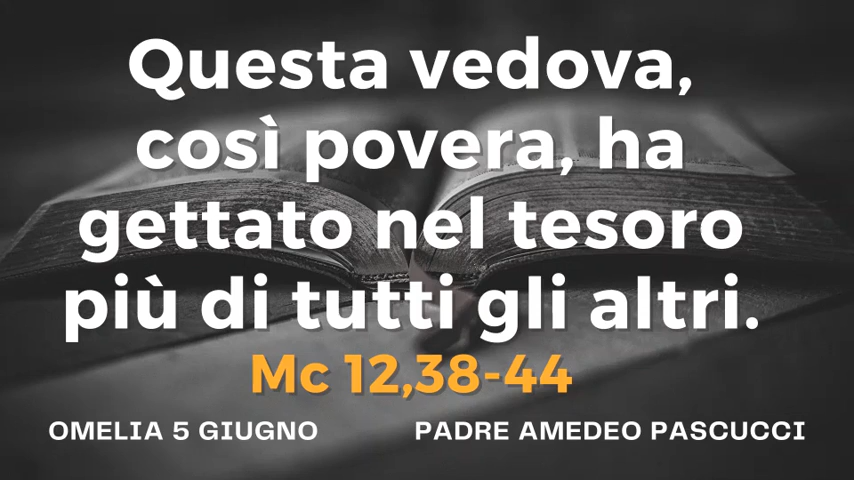 Questa vedova,
così povera, ha
gettato nel tesoro
più di tutti gli altri.
Mc 12,38-44
OMELIA 5 GIUGNO PADRE AMEDEO PASCUCCI